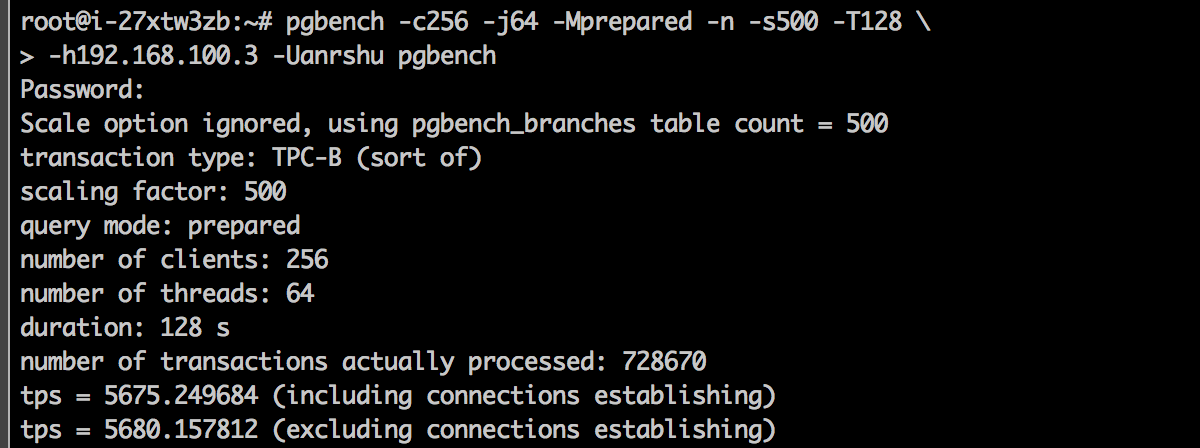 root@i-27xtw3zb:~# pgbench -c256 -j64 -Mprepared -n -s500 -T128 \
> -h192.168.100.3 -Uanrshu pgbench
Password:
Scale option ignored, using pgbench_branches table count = 500
transaction type: TPC-B (sort of)
scaling factor: 500
query mode: prepared
number of clients: 256
number of threads: 64
duration: 128 s
number of transactions actually processed: 728670
tps = 5675.249684 (including connections establishing)
tps = 5680.157812 (excluding connections establishing)